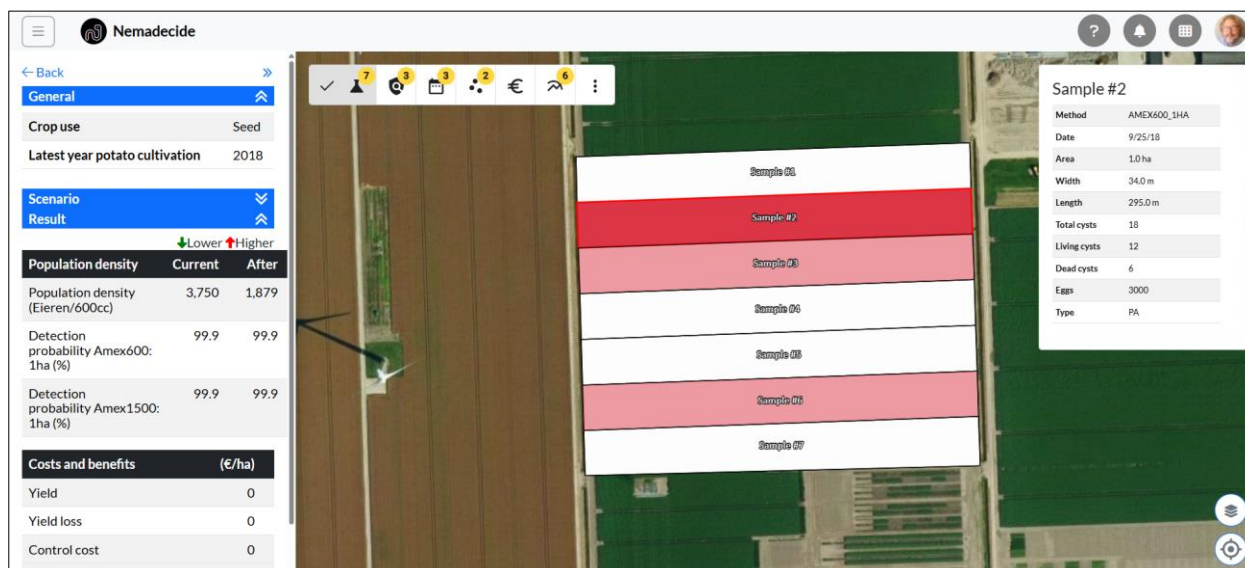 Nemadecide
?
←Back
»
General
Crop use Seed
Latest year potato cultivation 2018
Scenario
Result
↓Lower ↑Higher
Population density Current After
Population density 3,750 1,879
(Eieren/600cc)
Detection 99.9 99.9
probability Amex600:
1ha (%)
Detection 99.9 99.9
probability Amex1500:
1ha (%)
Costs and benefits (€/ha)
Yield 0
Yield loss 0
Control cost 0
7 3 3 2 € 6
Sample #1
Sample #2
Sample #3
Sample #4
Sample #5
Sample #6
Sample #7
Sample #2
Method AMEX600_1HA
Date 9/25/18
Area 1.0 ha
Width 34.0 m
Length 295.0 m
Total cysts 18
Living cysts 12
Dead cysts 6
Eggs 3000
Type PA